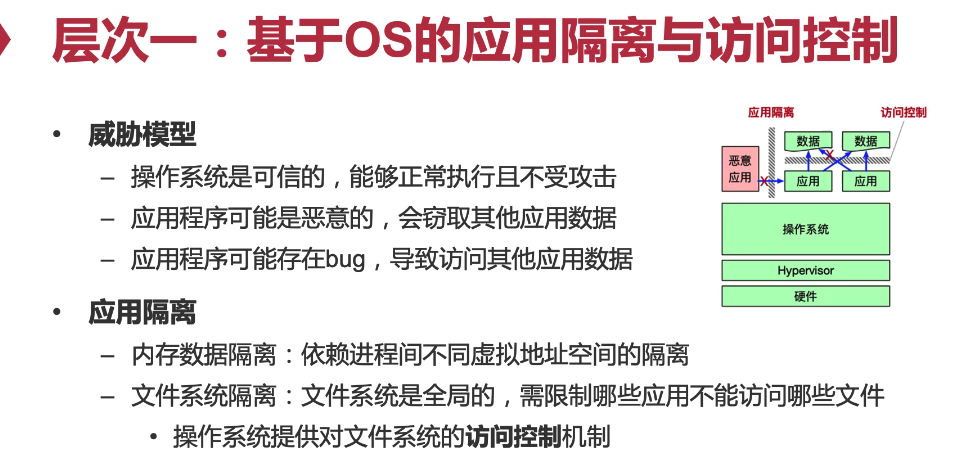 层次一：基于OS的应用隔离与访问控制
• 威胁模型
– 操作系统是可信的，能够正常执行且不受攻击
– 应用程序可能是恶意的，会窃取其他应用数据
– 应用程序可能存在bug，导致访问其他应用数据
• 应用隔离
– 内存数据隔离：依赖进程间不同虚拟地址空间的隔离
– 文件系统隔离：文件系统是全局的，需限制哪些应用不能访问哪些文件
• 操作系统提供对文件系统的访问控制机制
应用隔离 访问控制
数据 数据
恶意
应用
应用 应用
操作系统
Hypervisor
硬件